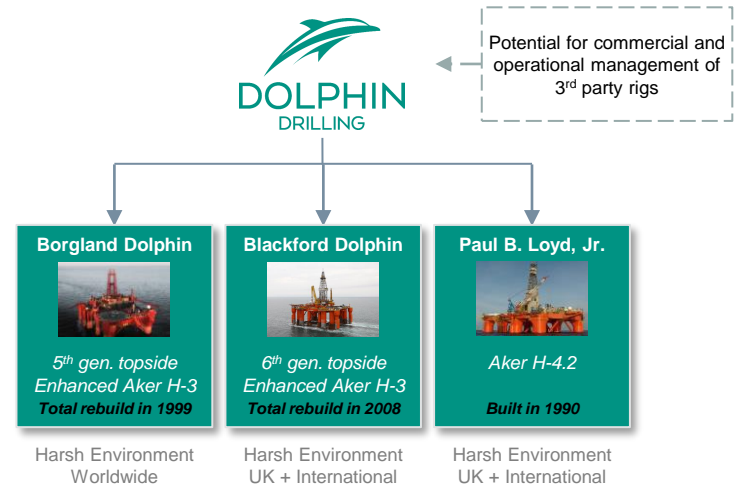 DOLPHIN
DRILLING
Potential for commercial and
operational management of
3rd party rigs
Borgland Dolphin
5th gen. topside
Enhanced Aker H-3
Total rebuild in 1999
Harsh Environment
Worldwide
Blackford Dolphin
6th gen. topside
Enhanced Aker H-3
Total rebuild in 2008
Harsh Environment
UK + International
Paul B. Loyd, Jr.
Aker H-4.2
Built in 1990
Harsh Environment
UK + International